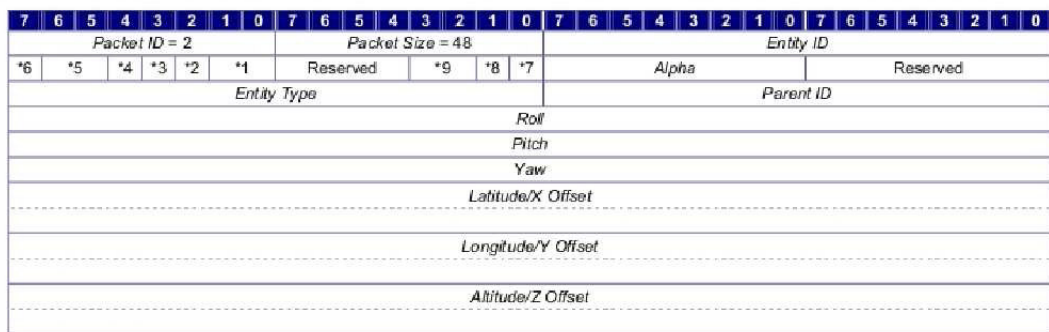 7 6 5 4 3 2 1 0 7 6 5 4 3 2 1 0 7 6 5 4 3 2 1 0 7 6 5 4 3 2 1 0
Packet ID = 2 Packet Size = 48 Entity ID
*6 *5 *4 *3 *2 *1 Reserved *9 *8 *7 Alpha Reserved
Entity Type Parent ID
Roll
Pitch
Yaw
Latitude/X Offset
Longitude/Y Offset
Altitude/Z Offset